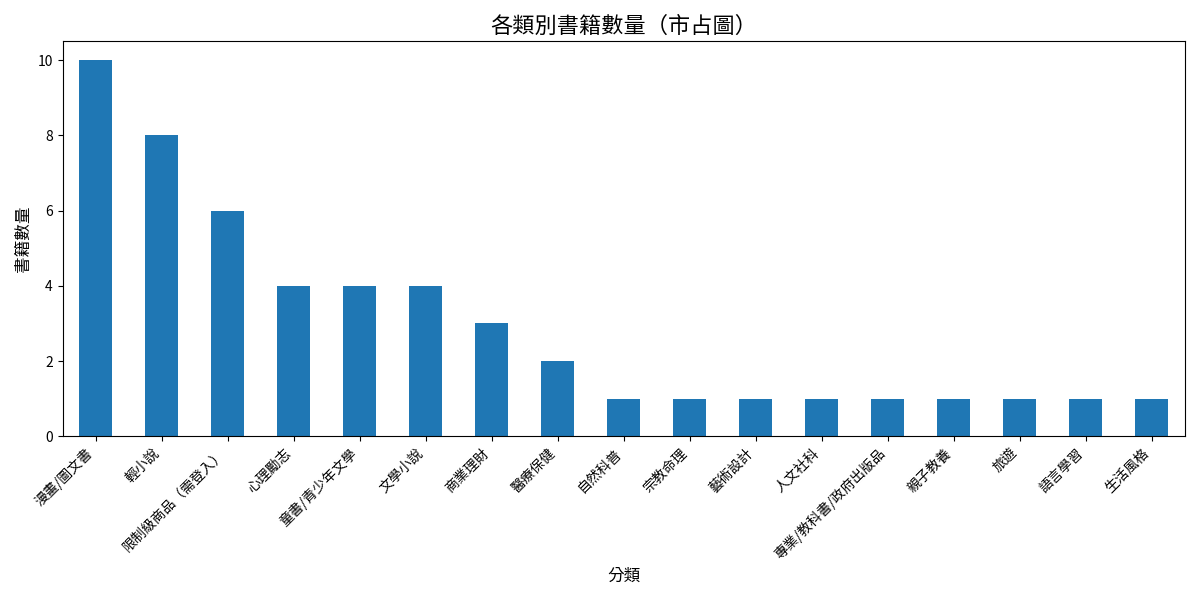 各類別書籍數量（市占圖）
書籍數量
10
8
6
4
2
0
漫畫/圖文書
輕小說
限制級商品（需登入）
心理勵志
童書/青少年文學
文學小說
商業理財
醫療保健
自然科普
宗教命理
藝術設計
人文社科
專業/教科書/政府出版品
親子教養
旅遊
語言學習
生活風格
分類